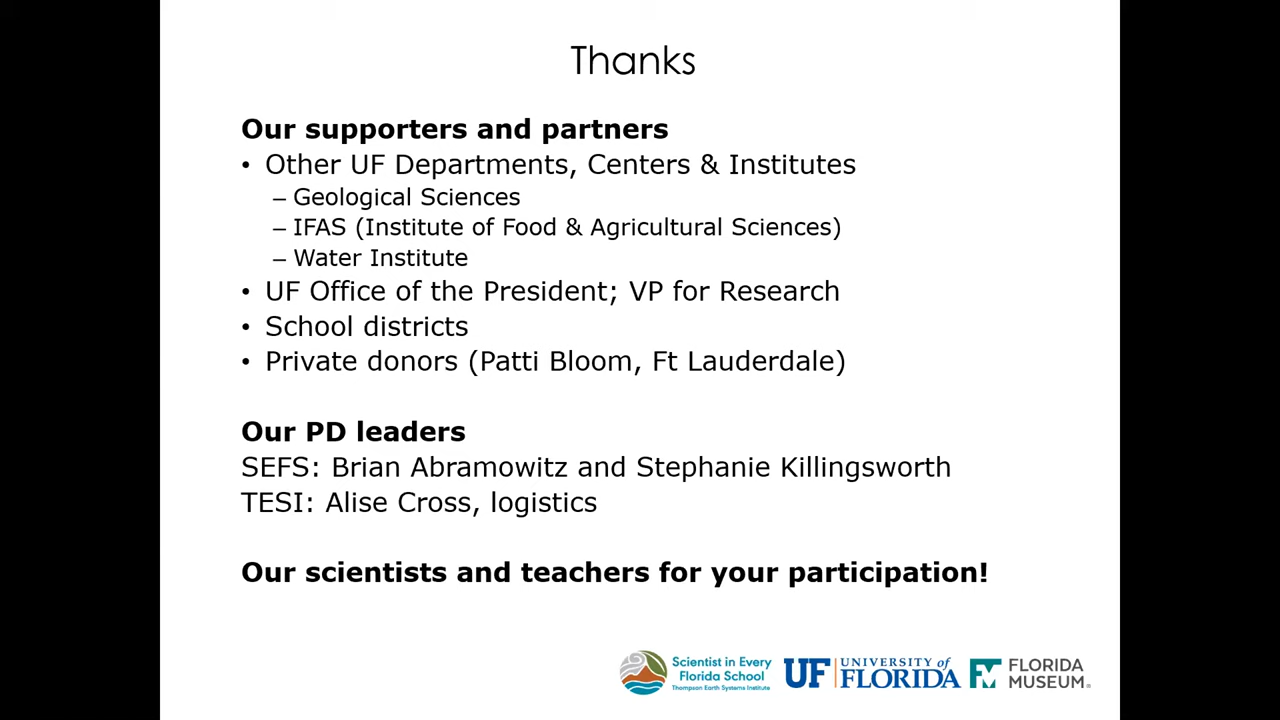 Thanks
Our supporters and partners
• Other UF Departments, Centers & Institutes
– Geological Sciences
– IFAS (Institute of Food & Agricultural Sciences)
– Water Institute
• UF Office of the President; VP for Research
• School districts
• Private donors (Patti Bloom, Ft Lauderdale)
Our PD leaders
SEFS: Brian Abramowitz and Stephanie Killingsworth
TESI: Alise Cross, logistics
Our scientists and teachers for your participation!
Scientist in Every
Florida School
Thompson Earth Systems Institute
UF UNIVERSITY of
FLORIDA
FM FLORIDA
MUSEUM®